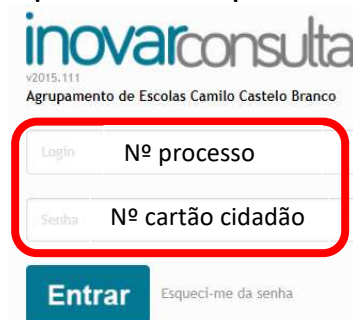 inovarconsulta
v2015.111
Agrupamento de Escolas Camilo Castelo Branco
Login Nº processo
Senha Nº cartão cidadão
Entrar Esqueci-me da senha